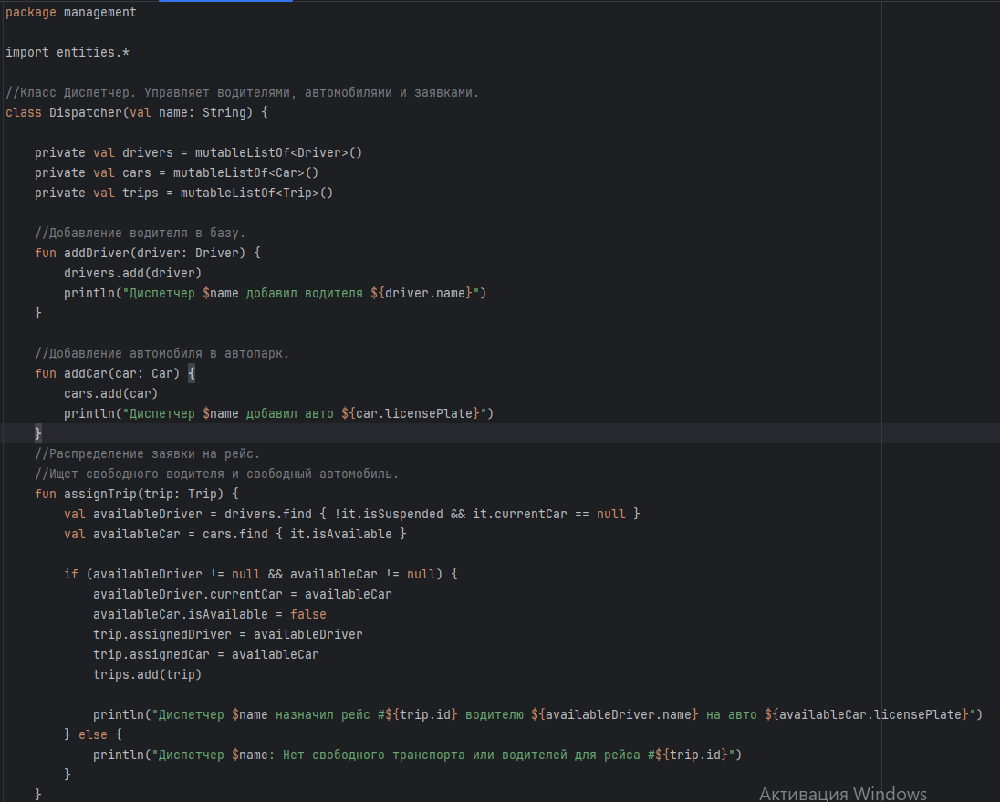 package management
import entities.*
//Класс Диспетчер. Управляет водителями, автомобилями и заявками.
class Dispatcher(val name: String) {
    private val drivers = mutableListOf<Driver>()
    private val cars = mutableListOf<Car>()
    private val trips = mutableListOf<Trip>()
    //Добавление водителя в базу.
    fun addDriver(driver: Driver) {
        drivers.add(driver)
        println("Диспетчер $name добавил водителя ${driver.name}")
    }
    //Добавление автомобиля в автопарк.
    fun addCar(car: Car) {
        cars.add(car)
        println("Диспетчер $name добавил авто ${car.licensePlate}")
    }
    //Распределение заявки на рейс.
    //Ищет свободного водителя и свободный автомобиль.
    fun assignTrip(trip: Trip) {
        val availableDriver = drivers.find { !it.isSuspended && it.currentCar == null }
        val availableCar = cars.find { it.isAvailable }
        if (availableDriver != null && availableCar != null) {
            availableDriver.currentCar = availableCar
            availableCar.isAvailable = false
            trip.assignedDriver = availableDriver
            trip.assignedCar = availableCar
            trips.add(trip)
            println("Диспетчер $name назначил рейс #${trip.id} водителю ${availableDriver.name} на авто ${availableCar.licensePlate}")
        } else {
            println("Диспетчер $name: Нет свободного транспорта или водителей для рейса #${trip.id}")
        }
    }
Активация Windows